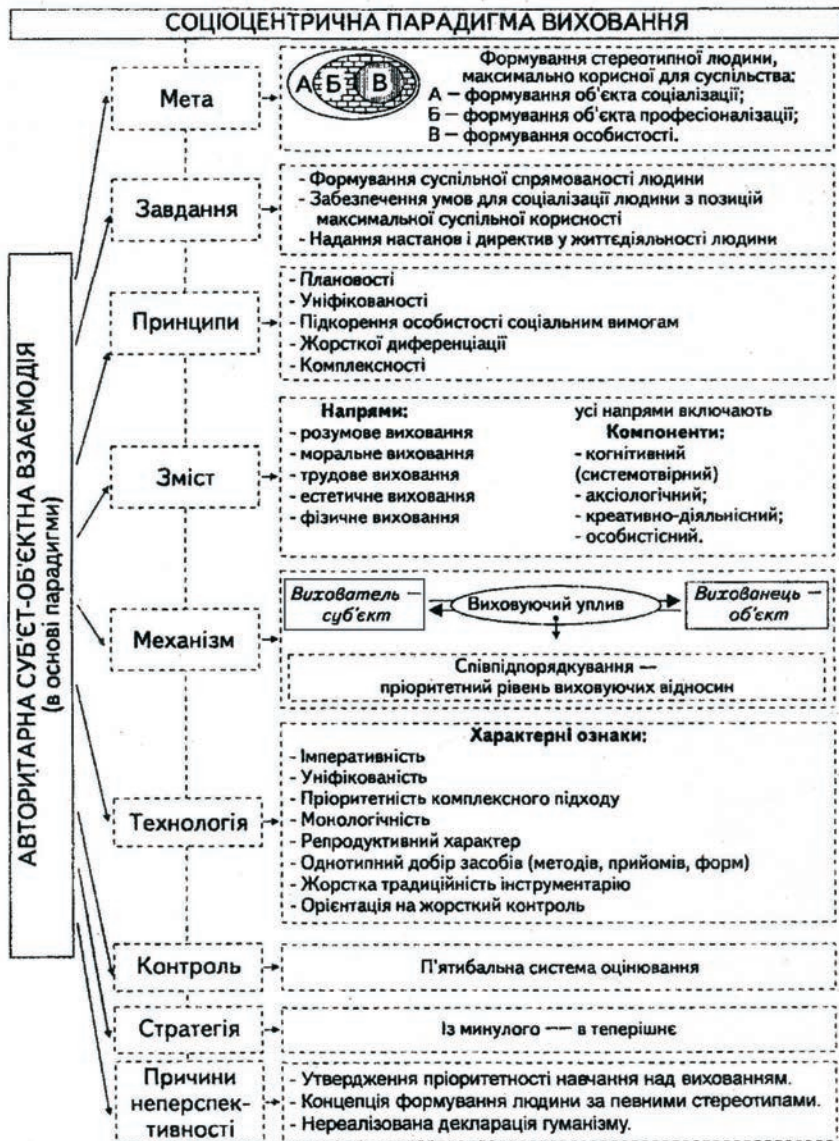 СОЦІОЦЕНТРИЧНА ПАРАДИГМА ВИХОВАННЯ
АВТОРИТАРНА СУБ'ЄКТ-ОБ'ЄКТНА ВЗАЄМОДІЯ
(в основі парадигми)
Мета
А Б В
Формування стереотипної людини,
максимально корисної для суспільства:
А — формування об'єкта соціалізації;
Б — формування об'єкта професіоналізації;
В — формування особистості.
Завдання
- Формування суспільної спрямованості людини
- Забезпечення умов для соціалізації людини з позицій
максимальної суспільної корисності
- Надання настанов і директив у життєдіяльності людини
Принципи
- Плановості
- Уніфікованості
- Підкорення особистості соціальним вимогам
- Жорсткої диференціації
- Комплексності
Зміст
Напрями:
- розумове виховання
- моральне виховання
- трудове виховання
- естетичне виховання
- фізичне виховання
усі напрями включають
Компоненти:
- когнітивний
(системотвірний)
- аксіологічний;
- креативно-діяльнісний;
- особистісний.
Механізм
Вихователь —
суб'єкт
Виховуючий уплив
Вихованець —
об'єкт
Співпідпорядкування —
пріоритетний рівень виховуючих відносин
Технологія
Характерні ознаки:
- Імперативність
- Уніфікованість
- Пріоритетність комплексного підходу
- Монологічність
- Репродуктивний характер
- Однотипний добір засобів (методів, прийомів, форм)
- Жорстка традиційність інструментарію
- Орієнтація на жорсткий контроль
Контроль
П'ятибальна система оцінювання
Стратегія
Із минулого — в теперішнє
Причини
неперспек-
тивності
- Утвердження пріоритетності навчання над вихованням.
- Концепція формування людини за певними стереотипами.
- Нереалізована декларація гуманізму.